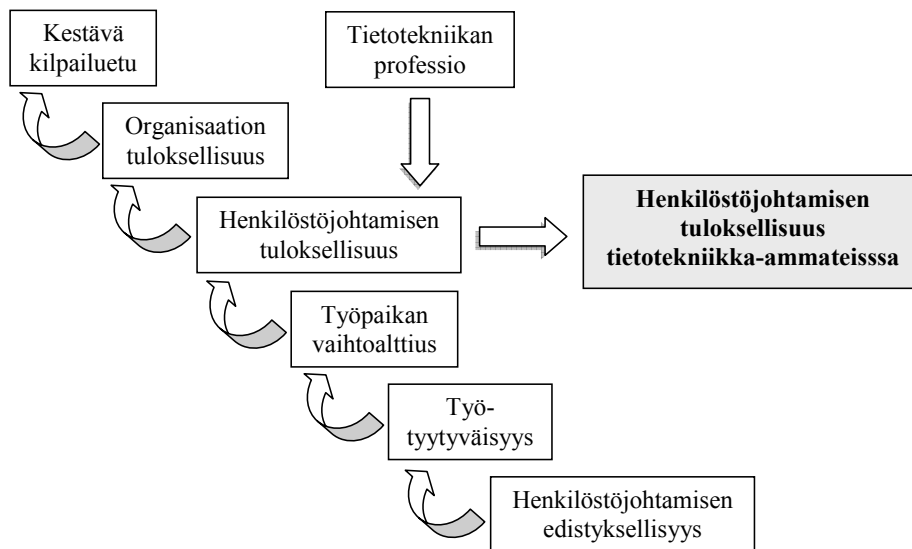 Kestävä
kilpailuetu
Tietotekniikan
professio
Organisaation
tuloksellisuus
Henkilöstöjohtamisen
tuloksellisuus
Henkilöstöjohtamisen
tuloksellisuus
tietotekniikka-ammateisssa
Työpaikan
vaihtoalttius
Työ-
tyytyväisyys
Henkilöstöjohtamisen
edistyksellisyys